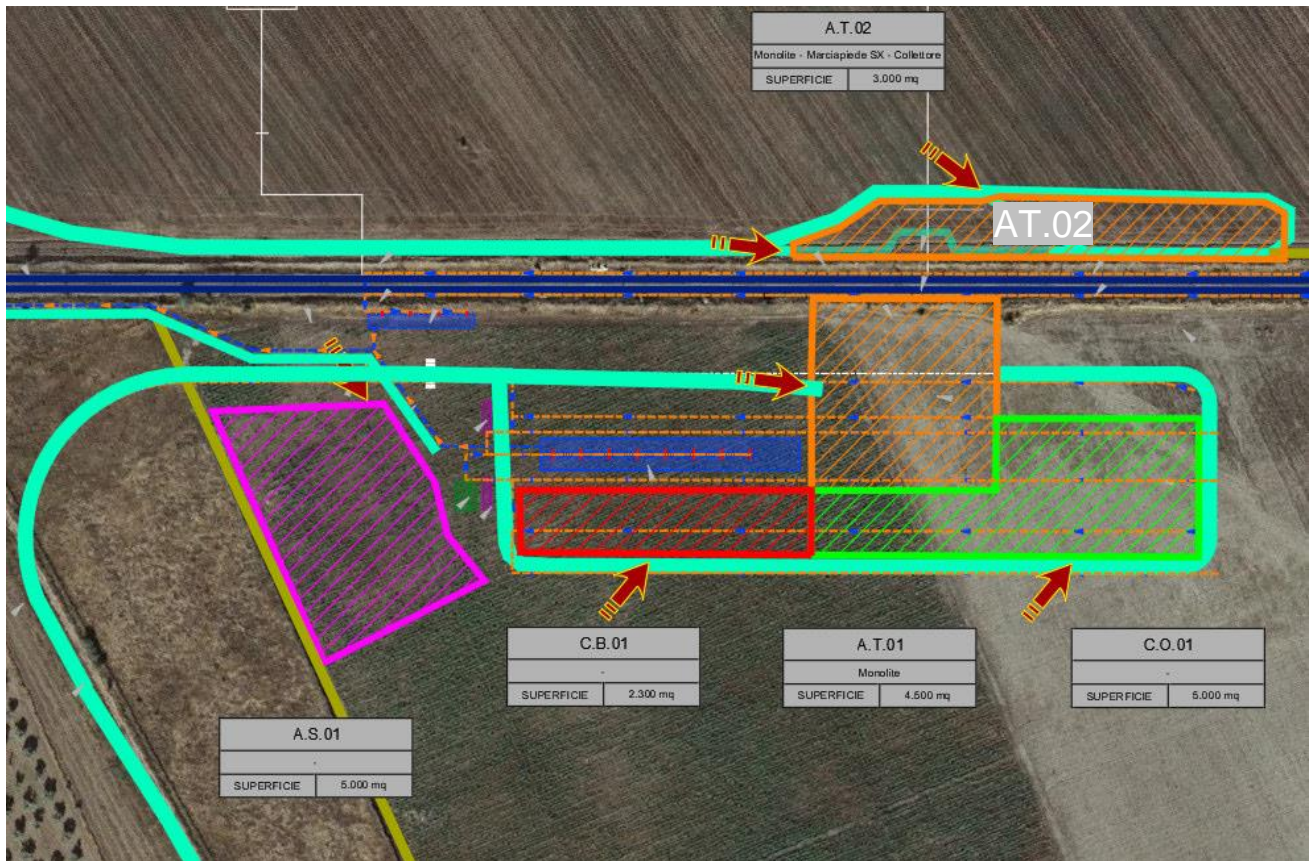 A.T.02
Monolite - Marciapiede SX - Collettore
SUPERFICIE 3.000 mq
AT.02
C.B.01
-
SUPERFICIE 2.300 mq
A.T.01
Monolite
SUPERFICIE 4.500 mq
C.O.01
-
SUPERFICIE 5.000 mq
A.S.01
-
SUPERFICIE 5.000 mq